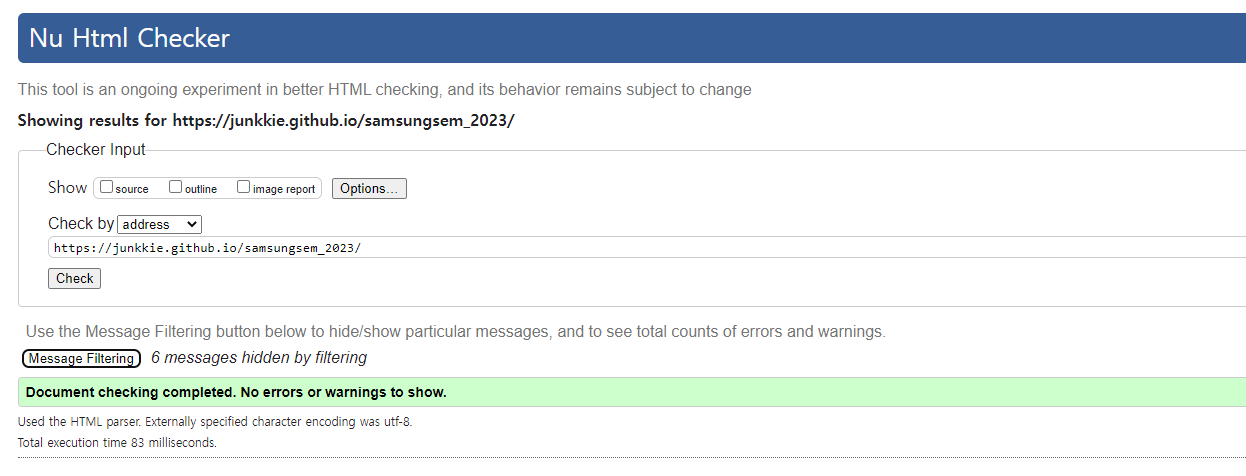 Nu Html Checker
This tool is an ongoing experiment in better HTML checking, and its behavior remains subject to change
Showing results for https://junkkie.github.io/samsungsem_2023/
Checker Input
Show source outline image report Options...
Check by address
https://junkkie.github.io/samsungsem_2023/
Check
Use the Message Filtering button below to hide/show particular messages, and to see total counts of errors and warnings.
Message Filtering 6 messages hidden by filtering
Document checking completed. No errors or warnings to show.
Used the HTML parser. Externally specified character encoding was utf-8.
Total execution time 83 milliseconds.